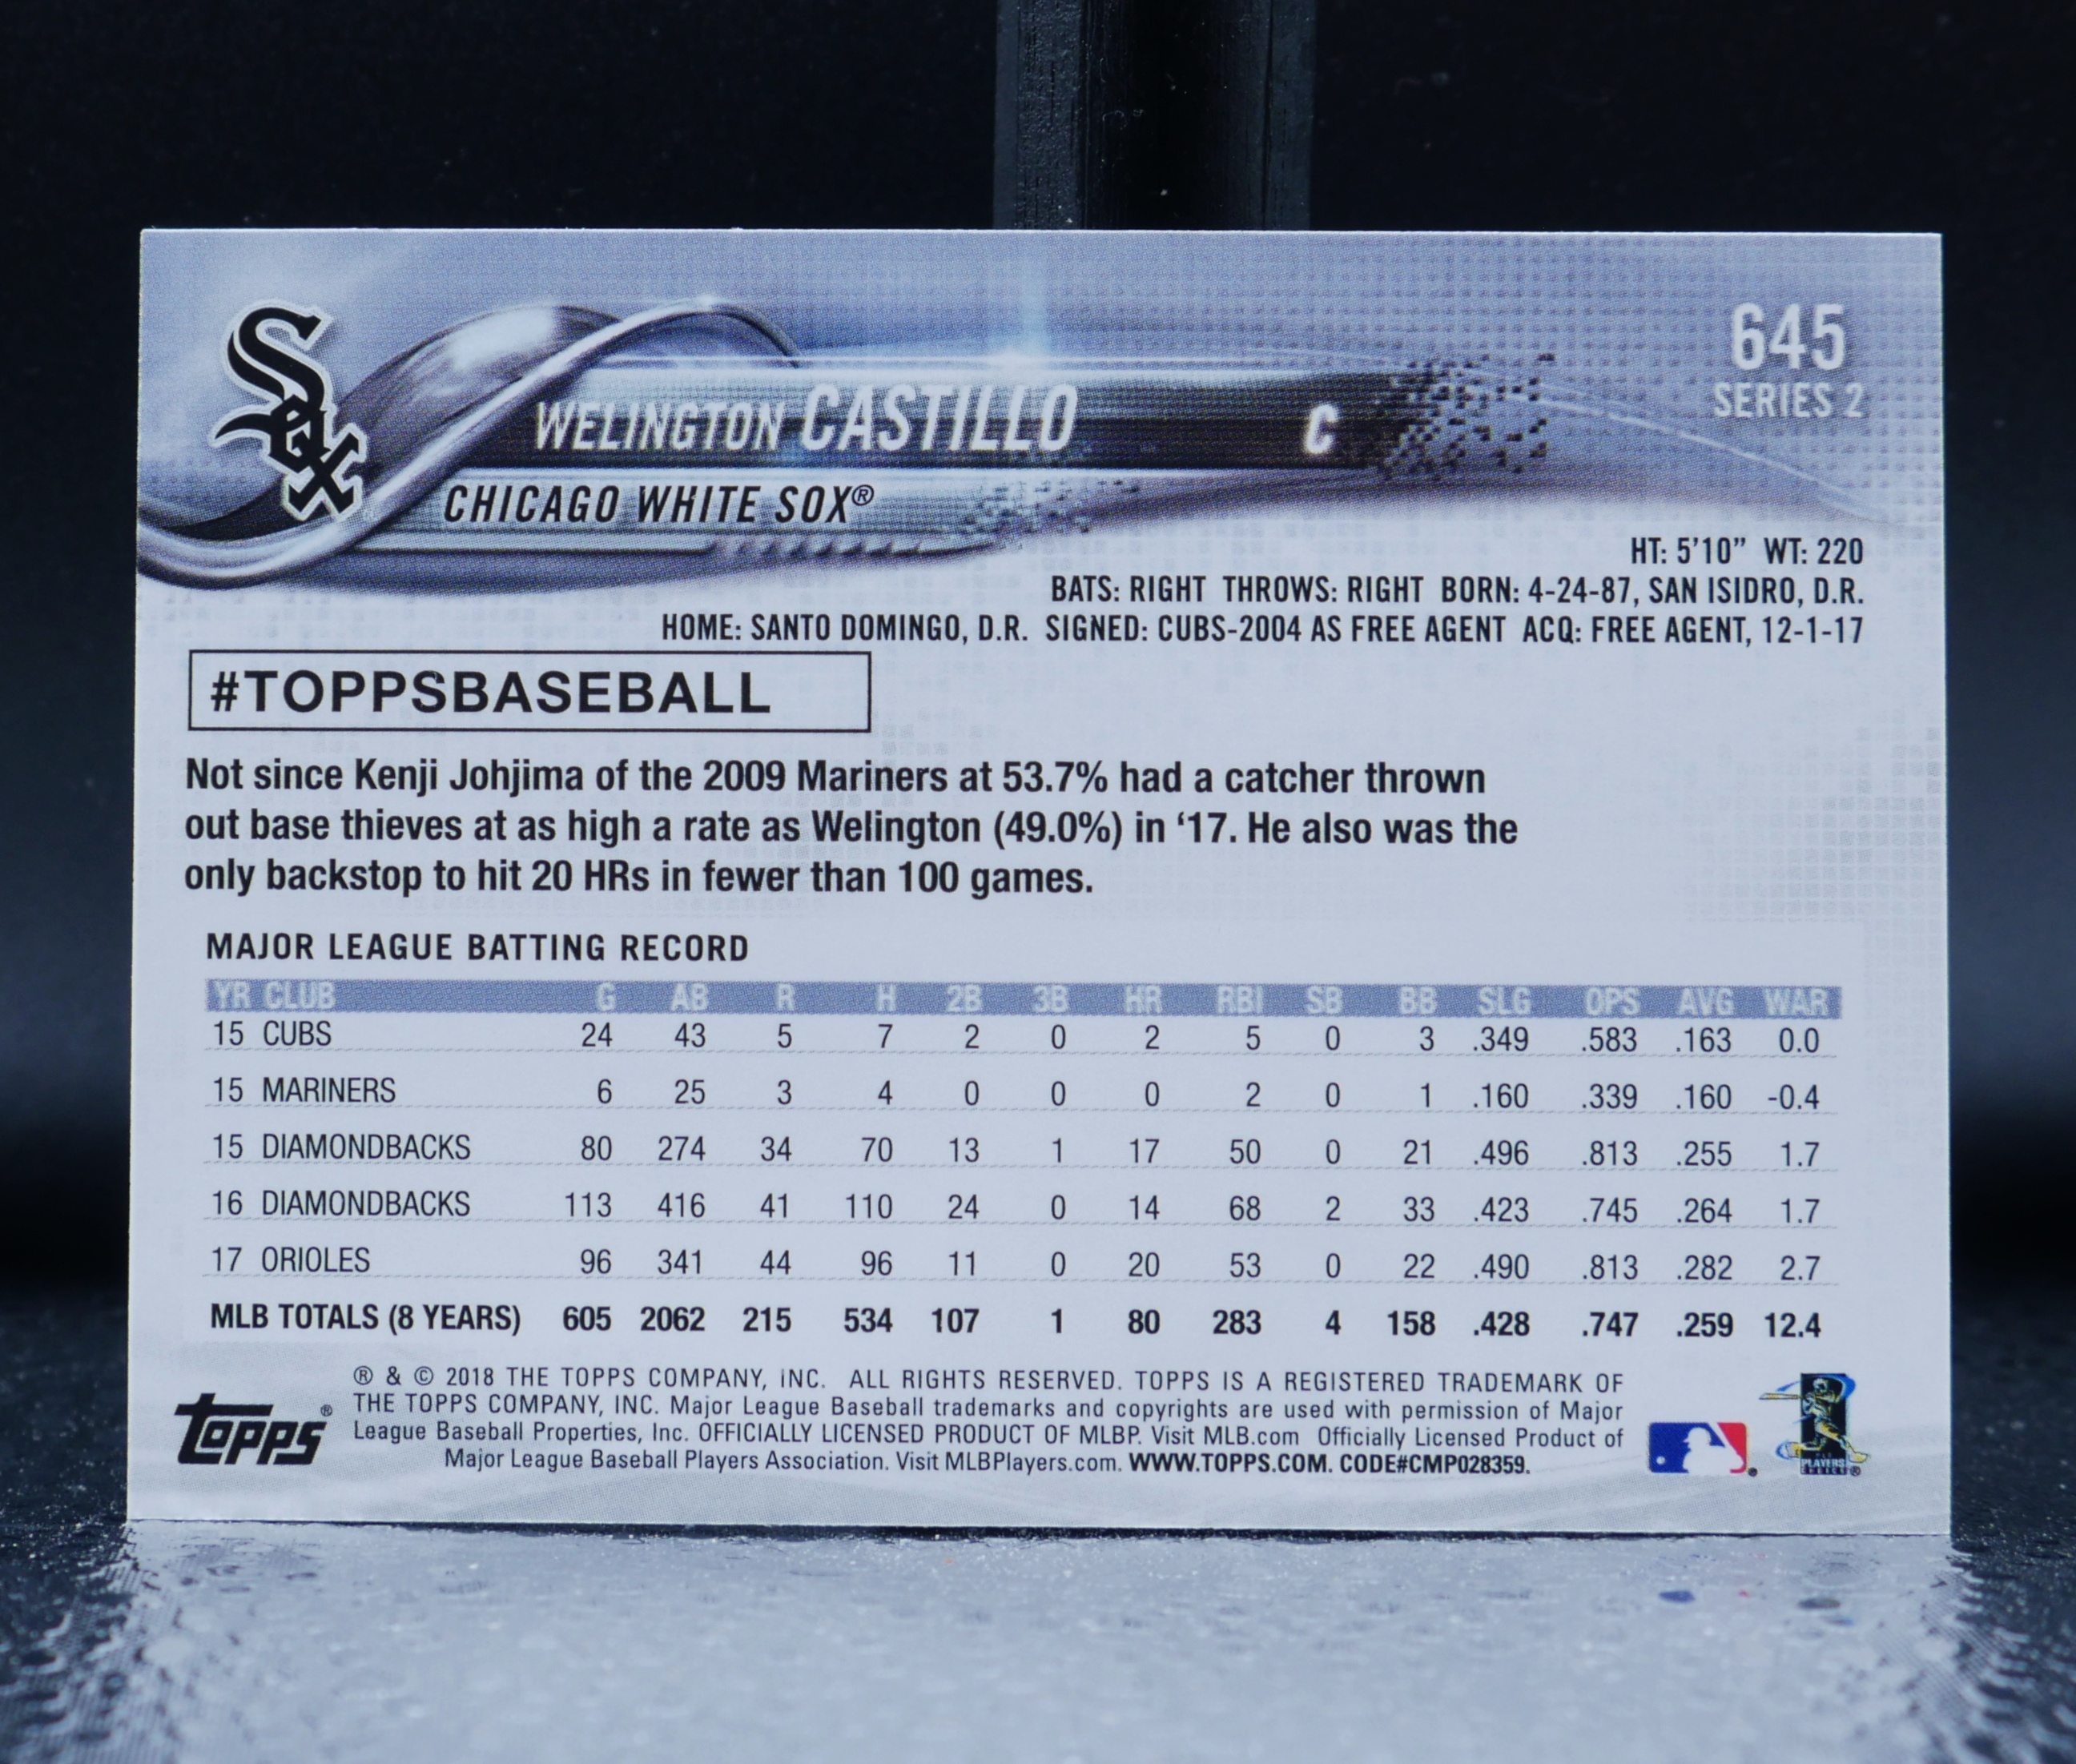 Sox
645
SERIES 2
WELINGTON CASTILLO C
CHICAGO WHITE SOX®
HT: 5'10” WT: 220
BATS: RIGHT THROWS: RIGHT BORN: 4-24-87, SAN ISIDRO, D.R.
HOME: SANTO DOMINGO, D.R. SIGNED: CUBS-2004 AS FREE AGENT ACQ: FREE AGENT, 12-1-17
#TOPPSBASEBALL
Not since Kenji Johjima of the 2009 Mariners at 53.7% had a catcher thrown
out base thieves at as high a rate as Welington (49.0%) in ‘17. He also was the
only backstop to hit 20 HRs in fewer than 100 games.
MAJOR LEAGUE BATTING RECORD
YR CLUB G AB R H 2B 3B HR RBI SB BB SLG OPS AVG WAR
15 CUBS 24 43 5 7 2 0 2 5 0 3 .349 .583 .163 0.0
15 MARINERS 6 25 3 4 0 0 0 2 0 1 .160 .339 .160 -0.4
15 DIAMONDBACKS 80 274 34 70 13 1 17 50 0 21 .496 .813 .255 1.7
16 DIAMONDBACKS 113 416 41 110 24 0 14 68 2 33 .423 .745 .264 1.7
17 ORIOLES 96 341 44 96 11 0 20 53 0 22 .490 .813 .282 2.7
MLB TOTALS (8 YEARS) 605 2062 215 534 107 1 80 283 4 158 .428 .747 .259 12.4
® & © 2018 THE TOPPS COMPANY, INC. ALL RIGHTS RESERVED. TOPPS IS A REGISTERED TRADEMARK OF
THE TOPPS COMPANY, INC. Major League Baseball trademarks and copyrights are used with permission of Major
League Baseball Properties, Inc. OFFICIALLY LICENSED PRODUCT OF MLBP. Visit MLB.com Officially Licensed Product of
Major League Baseball Players Association. Visit MLBPlayers.com. WWW.TOPPS.COM. CODE#CMP028359.
TOPPS®
PLAYERS
CHOICE®